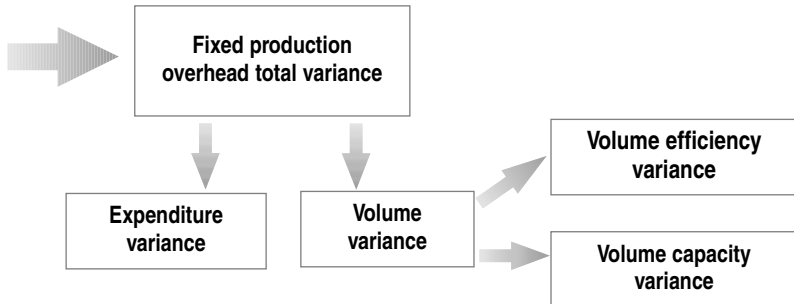 Fixed production
overhead total variance
Expenditure
variance
Volume
variance
Volume efficiency
variance
Volume capacity
variance